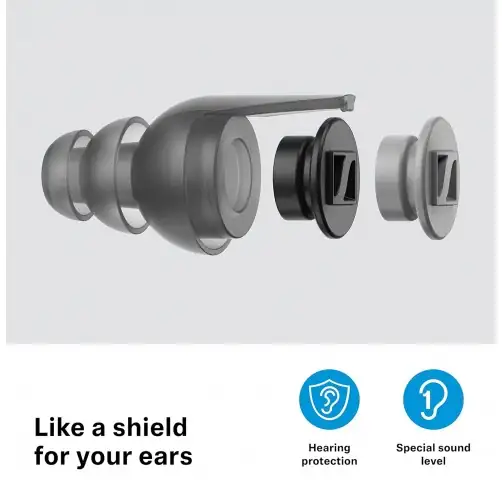 Like a shield
for your ears
Hearing
protection
Special sound
level